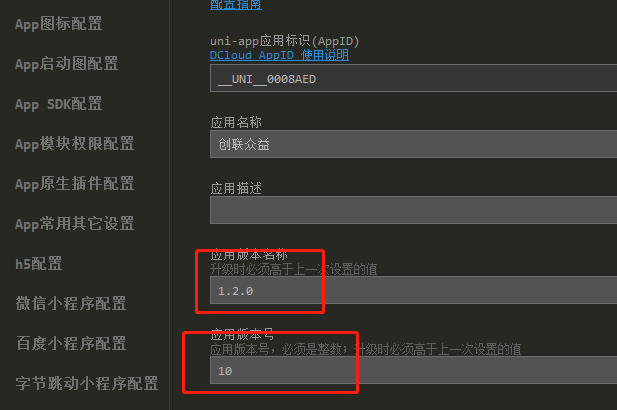 App图标配置
App启动图配置
App SDK配置
App模块权限配置
App原生插件配置
App常用其它设置
h5配置
微信小程序配置
百度小程序配置
字节跳动小程序配置
配置指南
uni-app应用标识(AppID)
DCloud AppID 使用说明
__UNI__0008AED
应用名称
创联众益
应用描述
应用版本名称
升级时必须高于上一次设置的值
1.2.0
应用版本号
应用版本号，必须是整数；升级时必须高于上一次设置的值
10